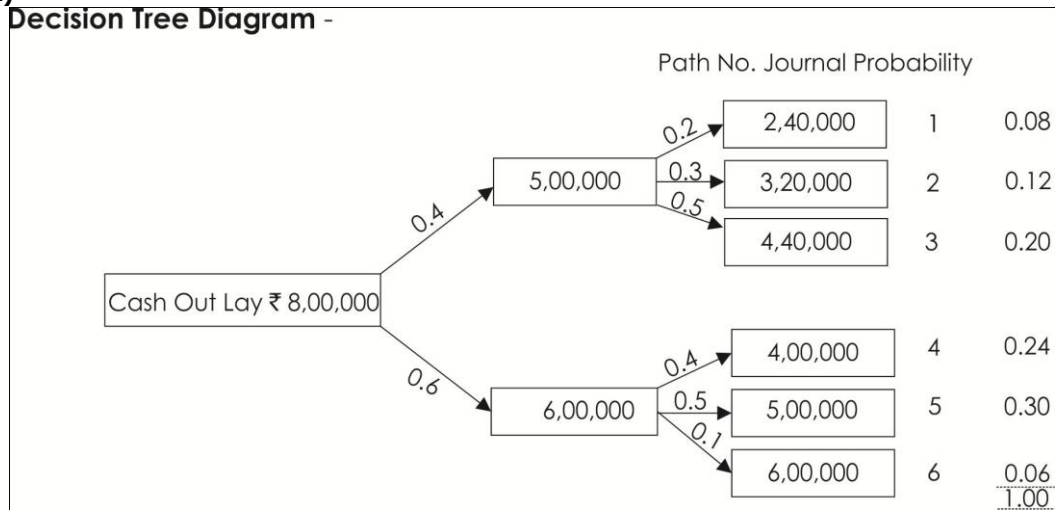 )
Decision Tree Diagram -
Path No. Journal Probability
0.2 2,40,000 1 0.08
5,00,000 0.3 3,20,000 2 0.12
0.5
0.4 4,40,000 3 0.20
Cash Out Lay ₹ 8,00,000
0.4 4,00,000 4 0.24
0.6
6,00,000 0.5 5,00,000 5 0.30
0.1
6,00,000 6 0.06
1.00